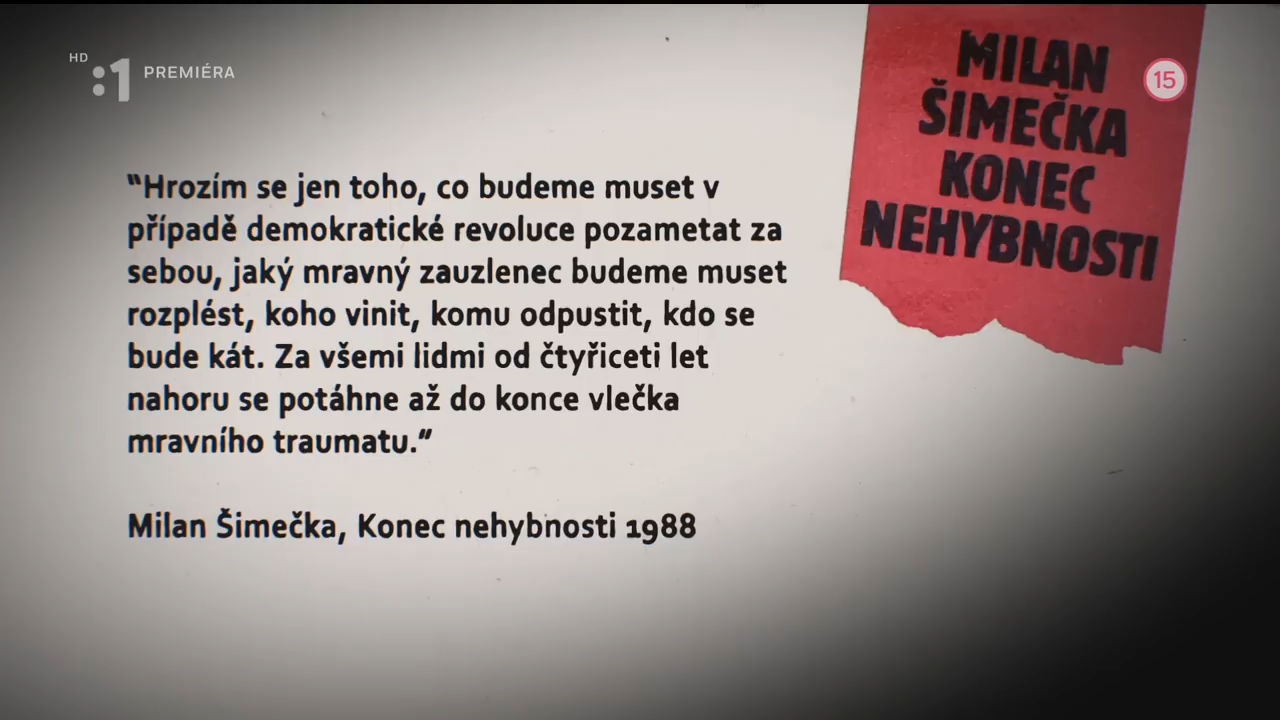 HD
:1 PREMIÉRA
15
MILAN
ŠIMEČKA
KONEC
NEHYBNOSTI
"Hrozím se jen toho, co budeme muset v
případě demokratické revoluce pozametat za
sebou, jaký mravný zauzlenec budeme muset
rozplést, koho vinit, komu odpustit, kdo se
bude kát. Za všemi lidmi od čtyřiceti let
nahoru se potáhne až do konce vlečka
mravního traumatu."
Milan Šimečka, Konec nehybnosti 1988